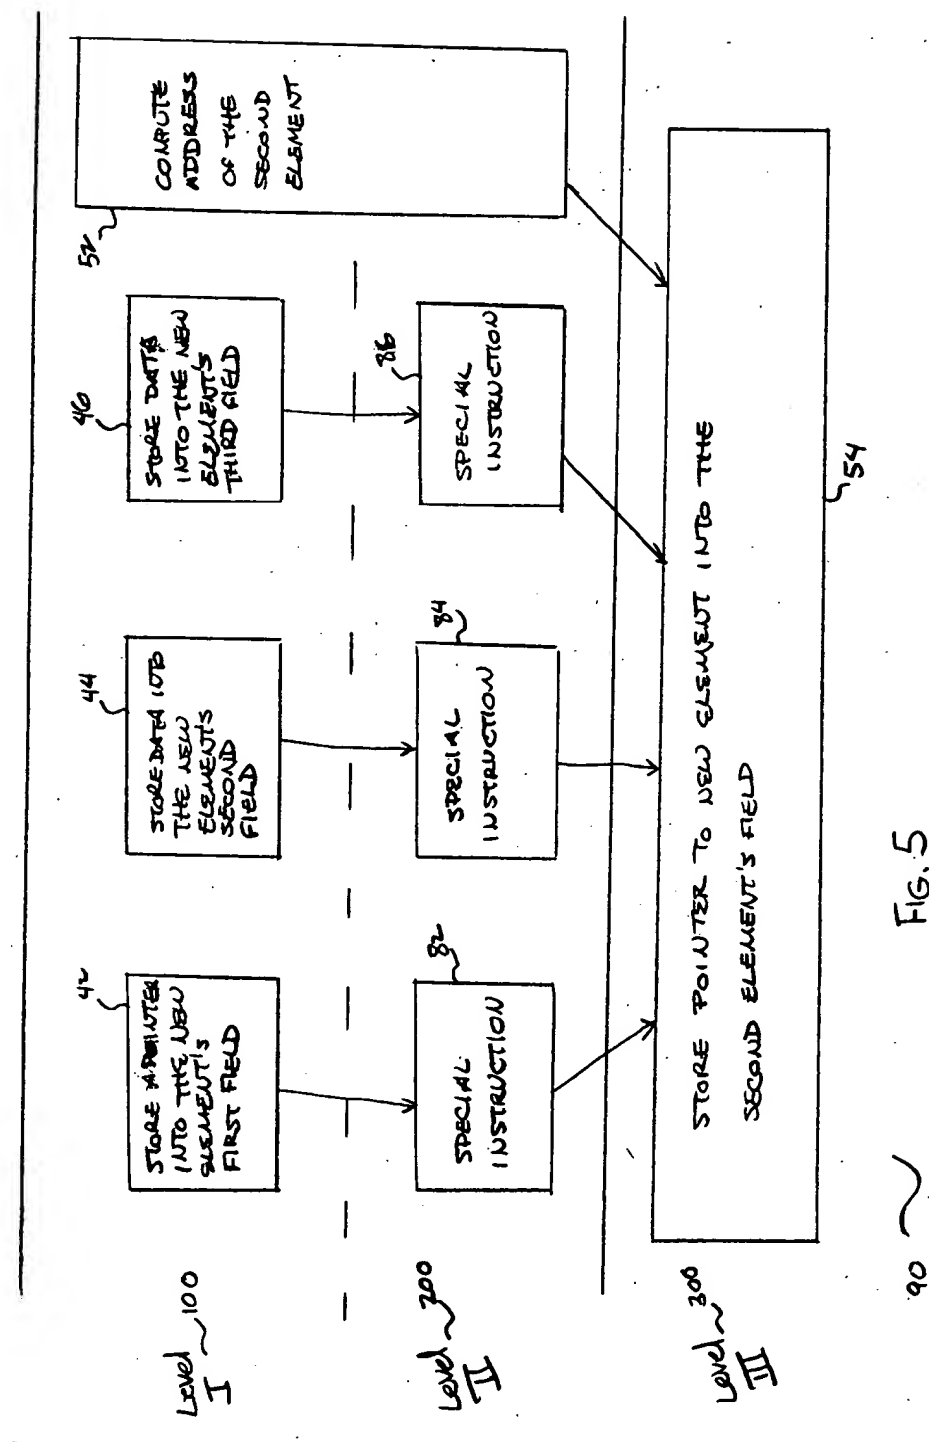 Level
I
100
42
STORE A POINTER
INTO THE NEW
ELEMENT'S
FIRST FIELD
44
STORE DATA INTO
THE NEW
ELEMENT'S
SECOND
FIELD
46
STORE DATA
INTO THE NEW
ELEMENT'S
THIRD FIELD
52
COMPUTE
ADDRESS
OF THE
SECOND
ELEMENT
Level
II
200
82
SPECIAL
INSTRUCTION
84
SPECIAL
INSTRUCTION
86
SPECIAL
INSTRUCTION
Level
III
300
STORE POINTER TO NEW ELEMENT INTO THE
SECOND ELEMENT'S FIELD
54
90
FIG. 5